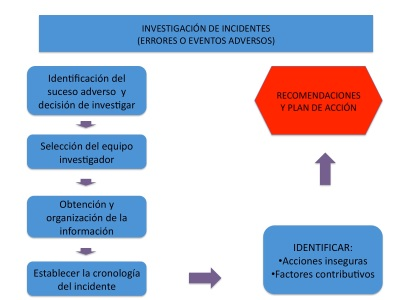 INVESTIGACIÓN DE INCIDENTES
(ERRORES O EVENTOS ADVERSOS)
Identificación del
suceso adverso y
decisión de investigar
Selección del equipo
investigador
Obtención y
organización de la
información
Establecer la cronología
del incidente
IDENTIFICAR:
•Acciones inseguras
•Factores contributivos
RECOMENDACIONES
Y PLAN DE ACCIÓN